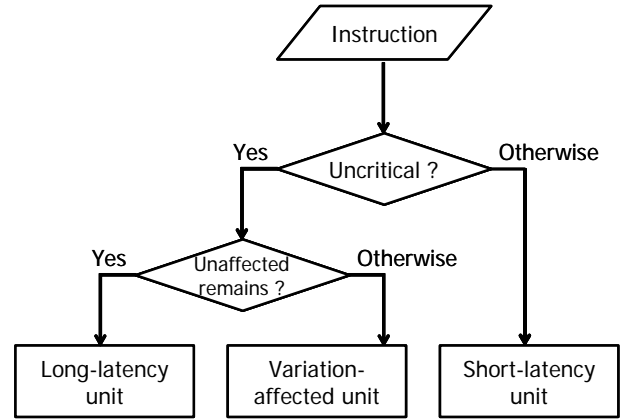 Instruction
Yes
Otherwise
Uncritical ?
Yes
Otherwise
Unaffected
remains ?
Long-latency
unit
Variation-
affected unit
Short-latency
unit